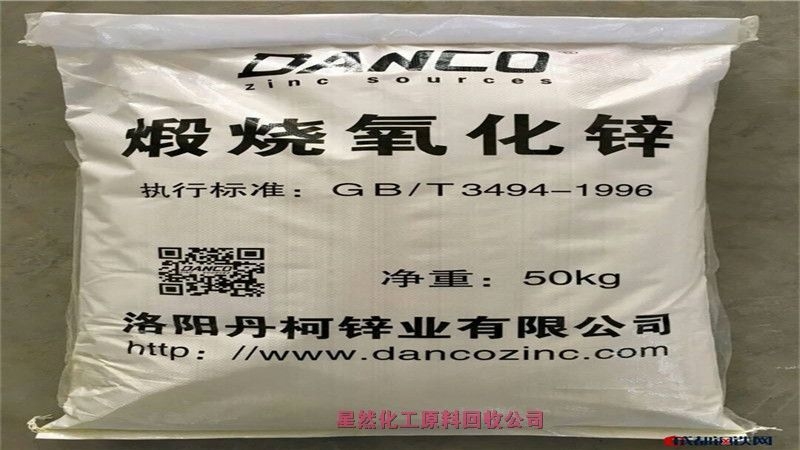 DANCO
zinc sources
煅烧氧化锌
执行标准：GB/T3494-1996
DANCO
净重：50kg
洛阳丹柯锌业有限公司
http：//www.dancozinc.com
星然化工原料回收公司